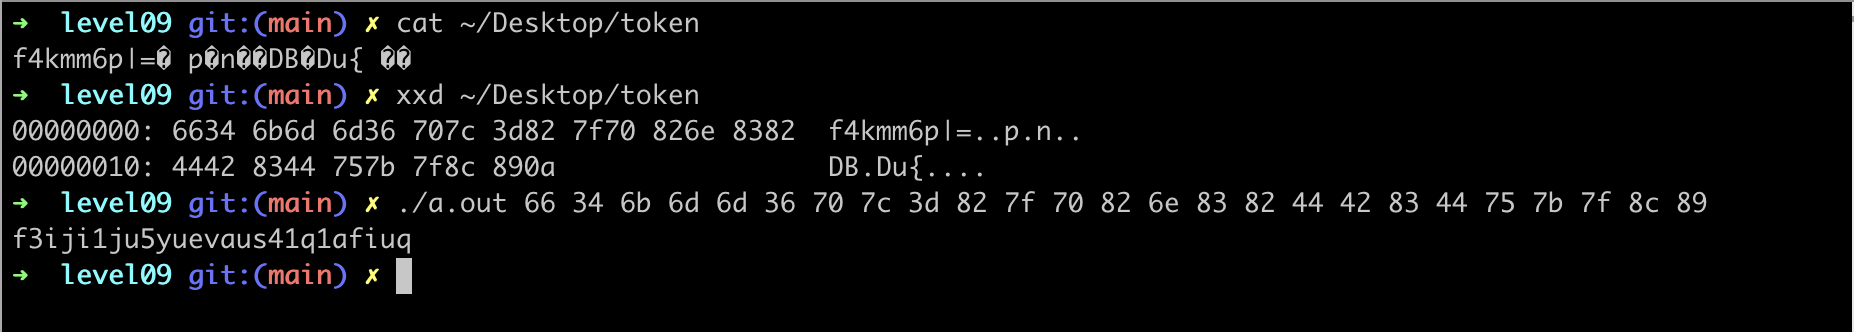 ➜  level09 git:(main) ✗ cat ~/Desktop/token
f4kmm6p|=� p�n��DB�Du{ ��
➜  level09 git:(main) ✗ xxd ~/Desktop/token
00000000: 6634 6b6d 6d36 707c 3d82 7f70 826e 8382  f4kmm6p|=..p.n..
00000010: 4442 8344 757b 7f8c 890a                 DB.Du{....
➜  level09 git:(main) ✗ ./a.out 66 34 6b 6d 6d 36 70 7c 3d 82 7f 70 82 6e 83 82 44 42 83 44 75 7b 7f 8c 89
f3iji1ju5yuevaus41q1afiuq
➜  level09 git:(main) ✗